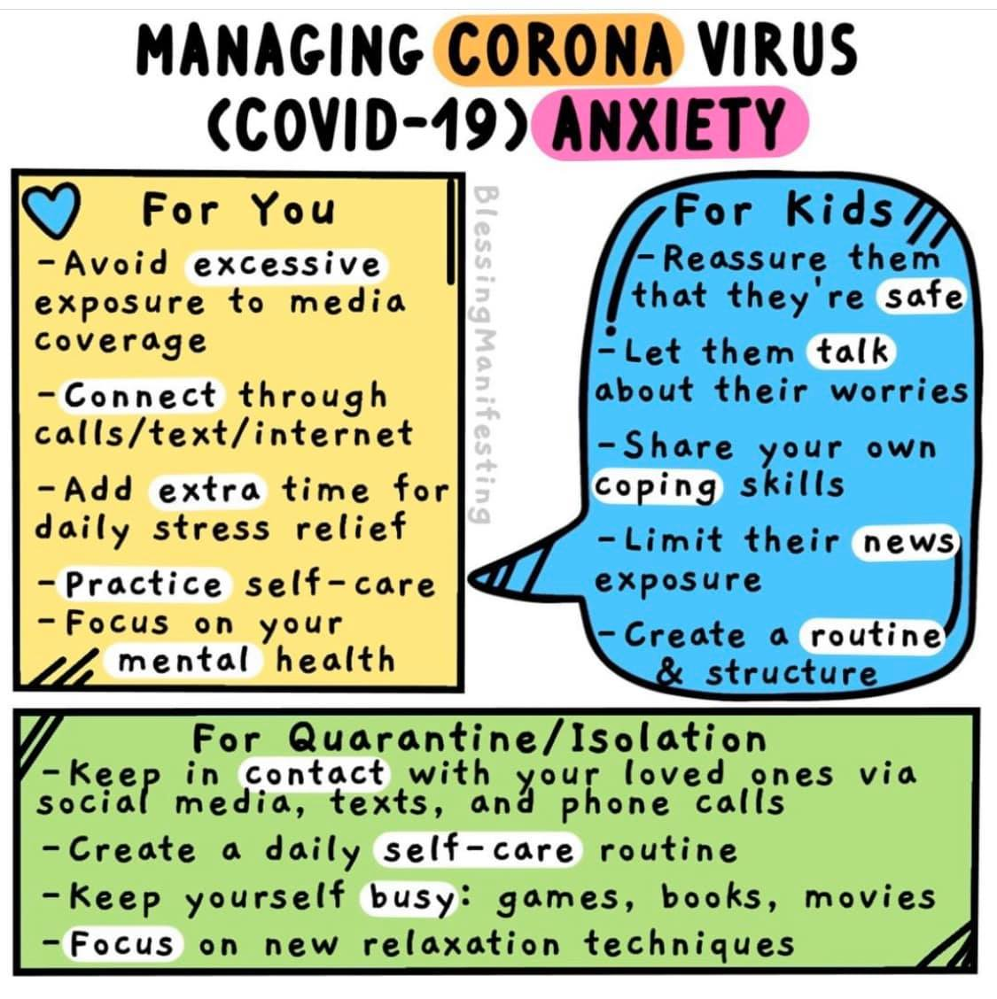 MANAGING CORONA VIRUS
(COVID-19) ANXIETY
For You
-Avoid excessive
exposure to media
coverage
-Connect through
calls/text/internet
-Add extra time for
daily stress relief
-Practice self-care
-Focus on your
mental health
BlessingManifesting
For Kids
-Reassure them
that they're safe
-Let them talk
about their worries
-Share your own
coping skills
-Limit their news
exposure
-Create a routine
& structure
For Quarantine/Isolation
-Keep in contact with your loved ones via
social media, texts, and phone calls
-Create a daily self-care routine
-Keep yourself busy: games, books, movies
-Focus on new relaxation techniques